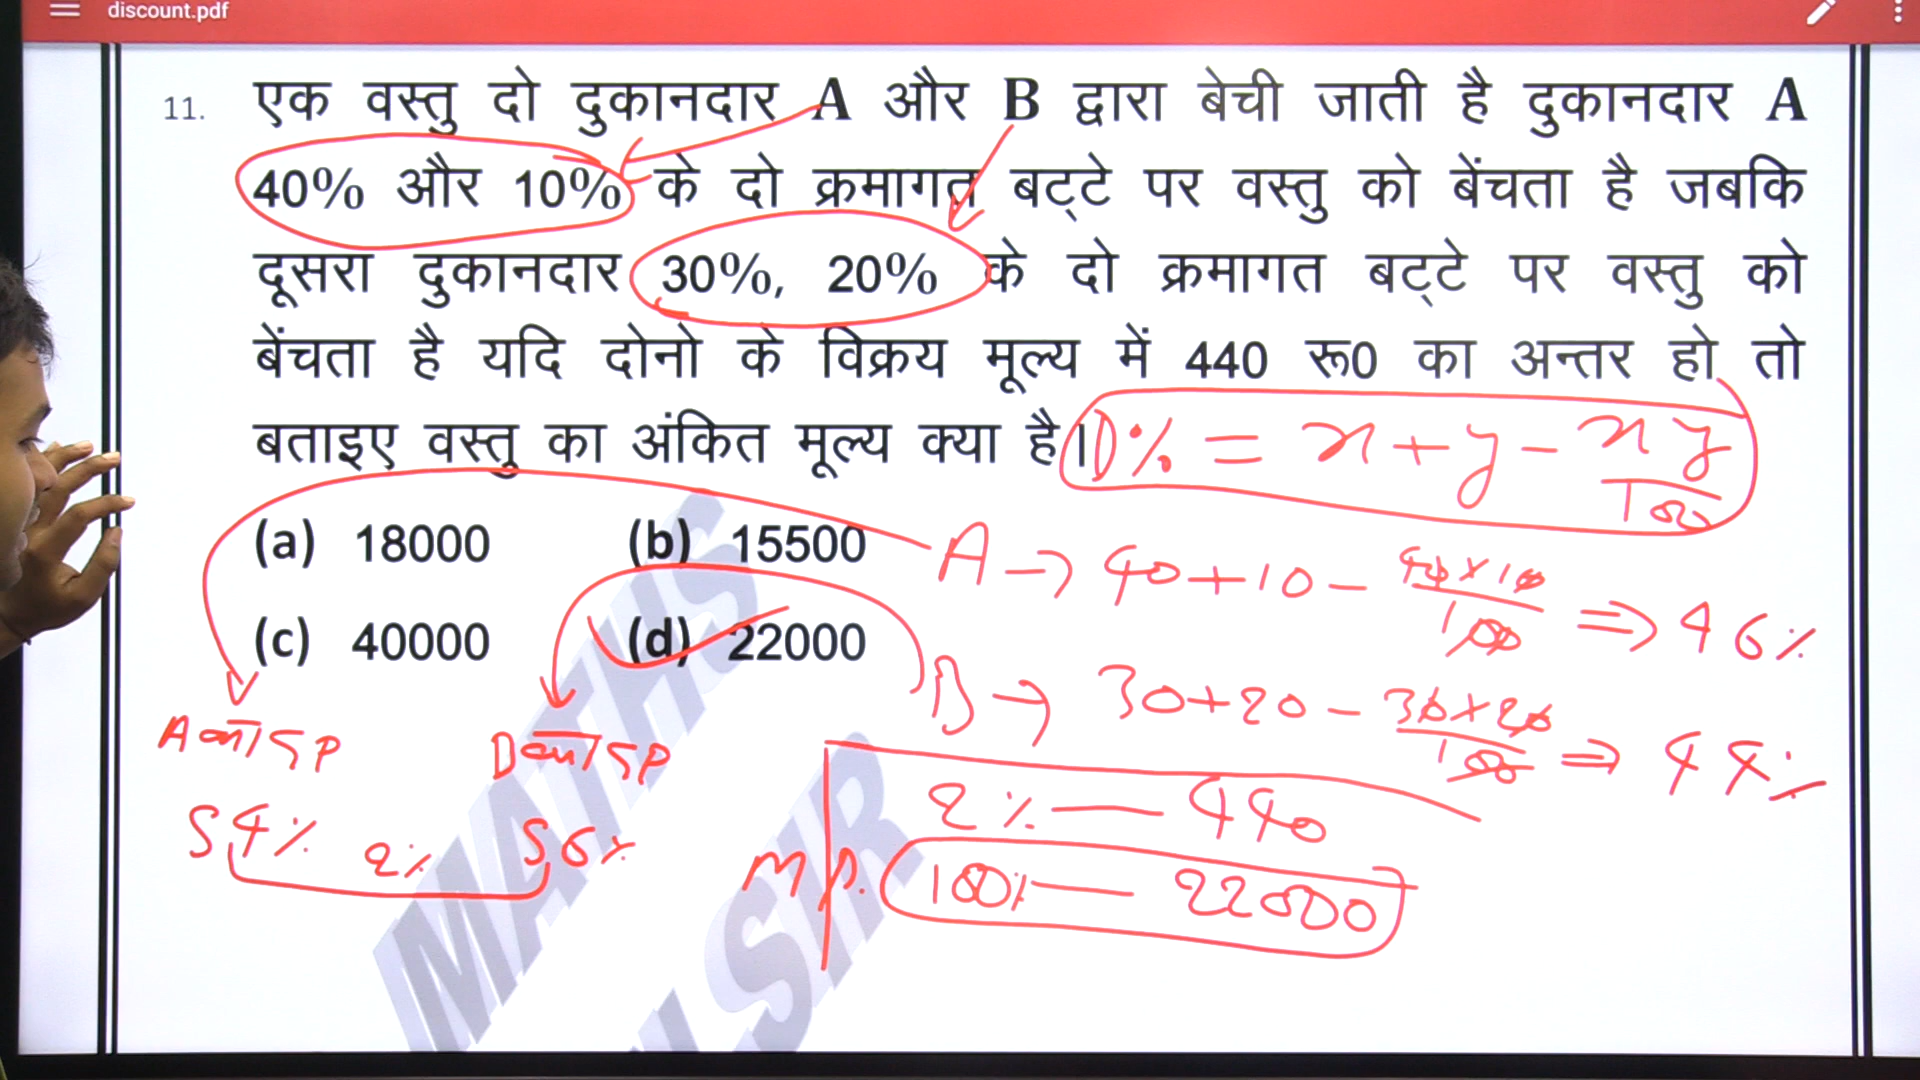 discount.pdf
11. एक वस्तु दो दुकानदार A और B द्वारा बेची जाती है दुकानदार A
40% और 10% के दो क्रमागत बट्टे पर वस्तु को बेंचता है जबकि
दूसरा दुकानदार 30%, 20% के दो क्रमागत बट्टे पर वस्तु को
बेंचता है यदि दोनो के विक्रय मूल्य में 440 रू0 का अन्तर हो तो
बताइए वस्तु का अंकित मूल्य क्या है।
D% = x + y - xy/100
(a) 18000 (b) 15500
(c) 40000 (d) 22000
A → 40 + 10 - 40 × 10/100 ⇒ 46%
B → 30 + 20 - 30 × 20/100 ⇒ 44%
A का SP B का SP
54% 2% 56%
2% — 440
M.P. 100% — 22000
MATHS
SIR